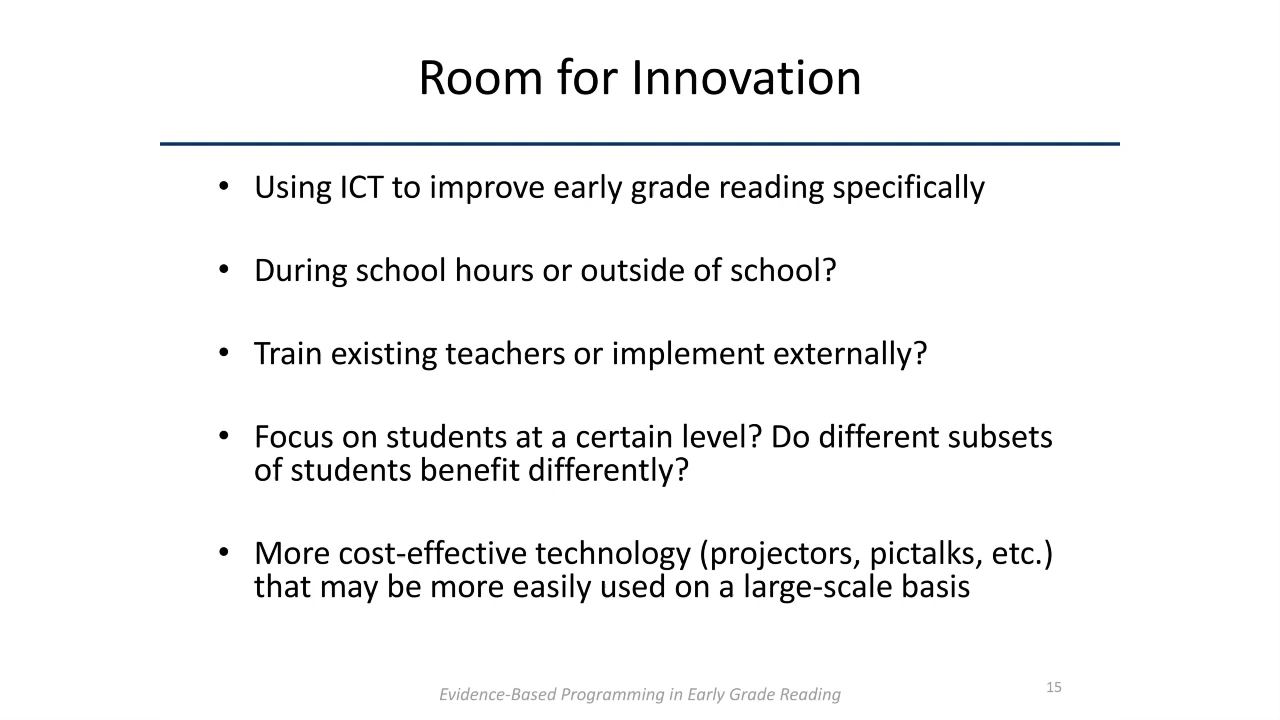 Room for Innovation
• Using ICT to improve early grade reading specifically
• During school hours or outside of school?
• Train existing teachers or implement externally?
• Focus on students at a certain level? Do different subsets
of students benefit differently?
• More cost-effective technology (projectors, pictalks, etc.)
that may be more easily used on a large-scale basis
Evidence-Based Programming in Early Grade Reading
15